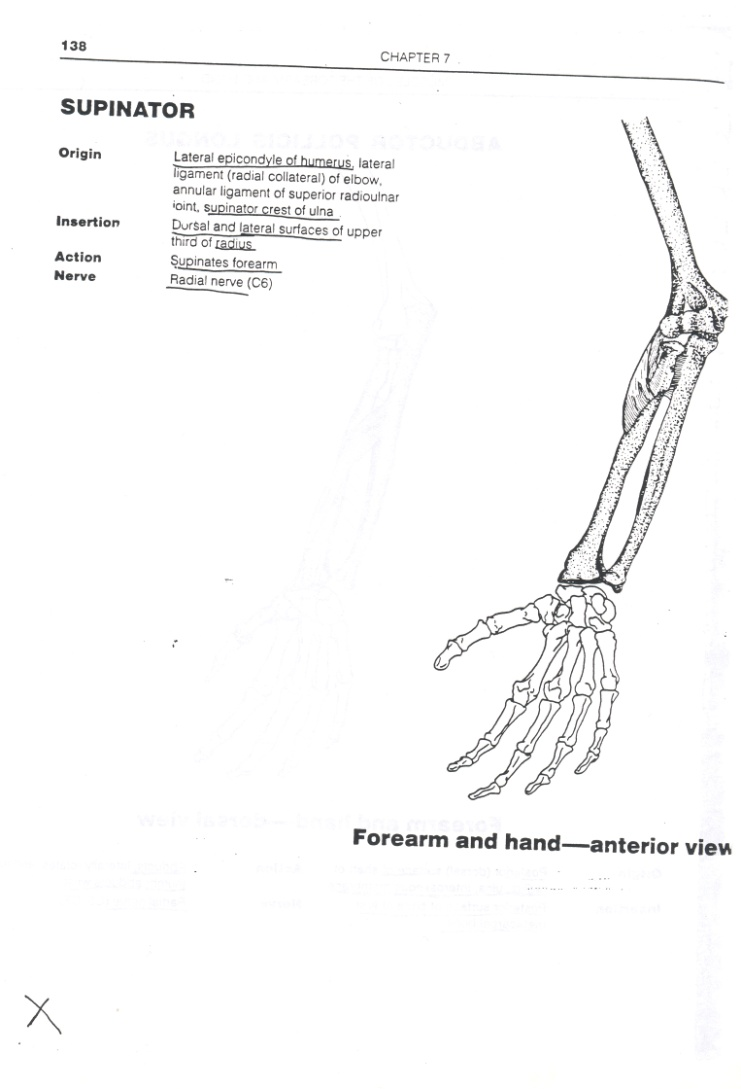 138
CHAPTER 7
SUPINATOR
Origin Lateral epicondyle of humerus, lateral
ligament (radial collateral) of elbow,
annular ligament of superior radioulnar
joint, supinator crest of ulna
Insertion Dorsal and lateral surfaces of upper
third of radius
Action Supinates forearm
Nerve Radial nerve (C6)
Forearm and hand—anterior view
X